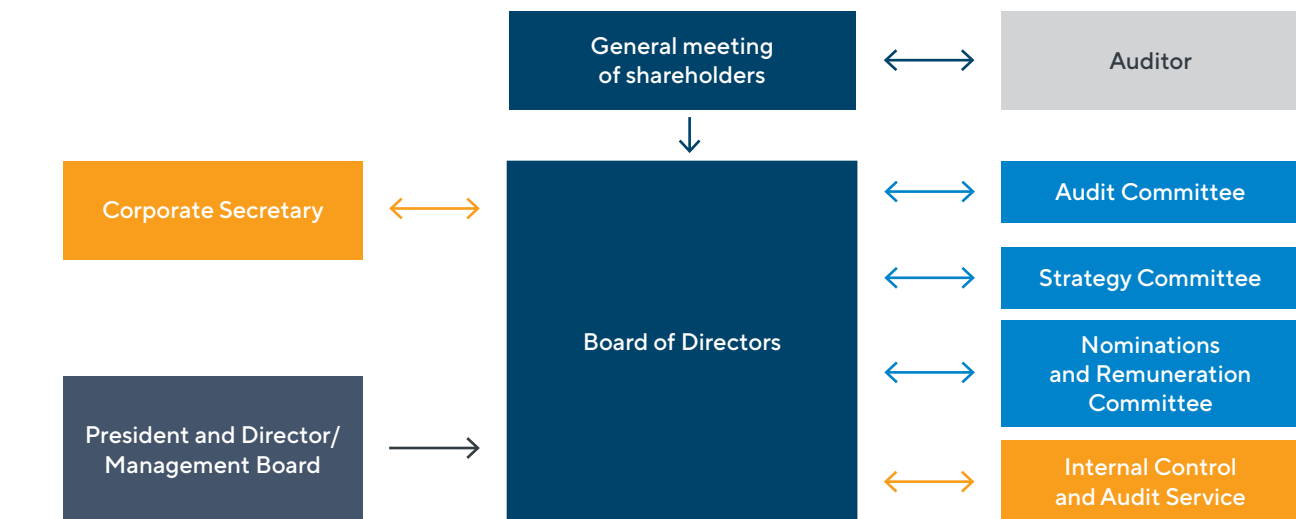 General meeting
of shareholders
Auditor
Corporate Secretary
Audit Committee
Strategy Committee
Board of Directors
Nominations
and Remuneration
Committee
President and Director/
Management Board
Internal Control
and Audit Service